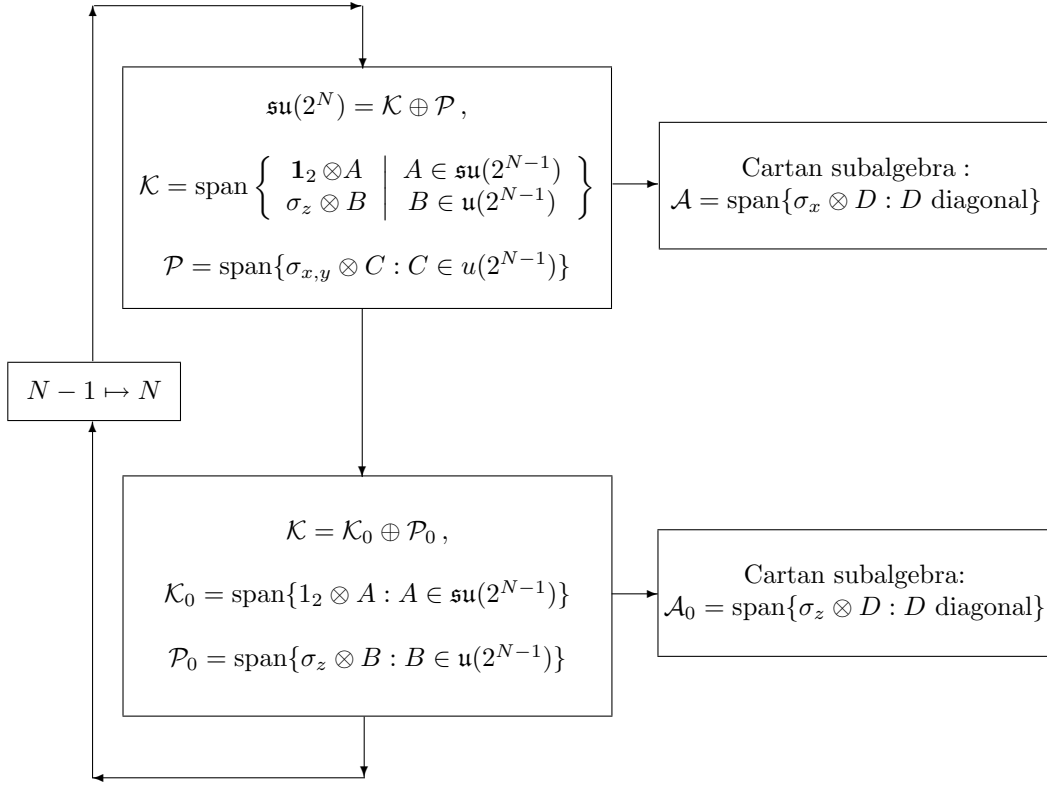 𝔰𝔲(2^N) = 𝒦 ⊕ 𝒫 ,
𝒦 = span { 𝟏₂ ⊗A | A ∈ 𝔰𝔲(2^{N−1})
σ_z ⊗ B | B ∈ 𝔲(2^{N−1}) }
𝒫 = span{σ_{x,y} ⊗ C : C ∈ u(2^{N−1})}
Cartan subalgebra :
𝒜 = span{σ_x ⊗ D : D diagonal}
N − 1 ↦ N
𝒦 = 𝒦₀ ⊕ 𝒫₀ ,
𝒦₀ = span{1₂ ⊗ A : A ∈ 𝔰𝔲(2^{N−1})}
𝒫₀ = span{σ_z ⊗ B : B ∈ 𝔲(2^{N−1})}
Cartan subalgebra:
𝒜₀ = span{σ_z ⊗ D : D diagonal}